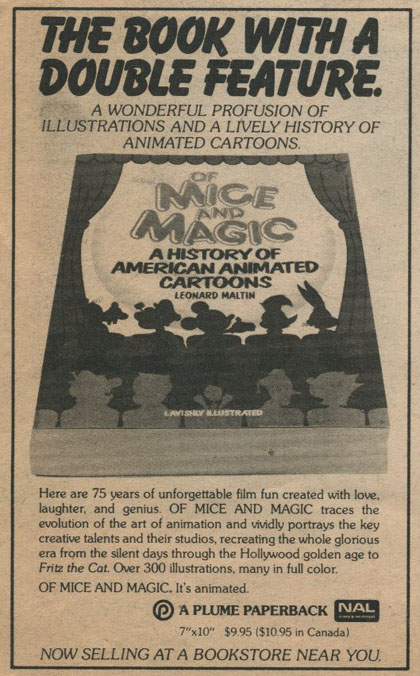 THE BOOK WITH A
DOUBLE FEATURE.
A WONDERFUL PROFUSION OF
ILLUSTRATIONS AND A LIVELY HISTORY OF
ANIMATED CARTOONS.
OF
MICE
AND
MAGIC
A HISTORY OF
AMERICAN ANIMATED
CARTOONS
LEONARD MALTIN
LAVISHLY ILLUSTRATED
Here are 75 years of unforgettable film fun created with love,
laughter, and genius. OF MICE AND MAGIC traces the
evolution of the art of animation and vividly portrays the key
creative talents and their studios, recreating the whole glorious
era from the silent days through the Hollywood golden age to
Fritz the Cat. Over 300 illustrations, many in full color.
OF MICE AND MAGIC. It's animated.
P A PLUME PAPERBACK NAL
7"x10" $9.95 ($10.95 in Canada)
NOW SELLING AT A BOOKSTORE NEAR YOU.